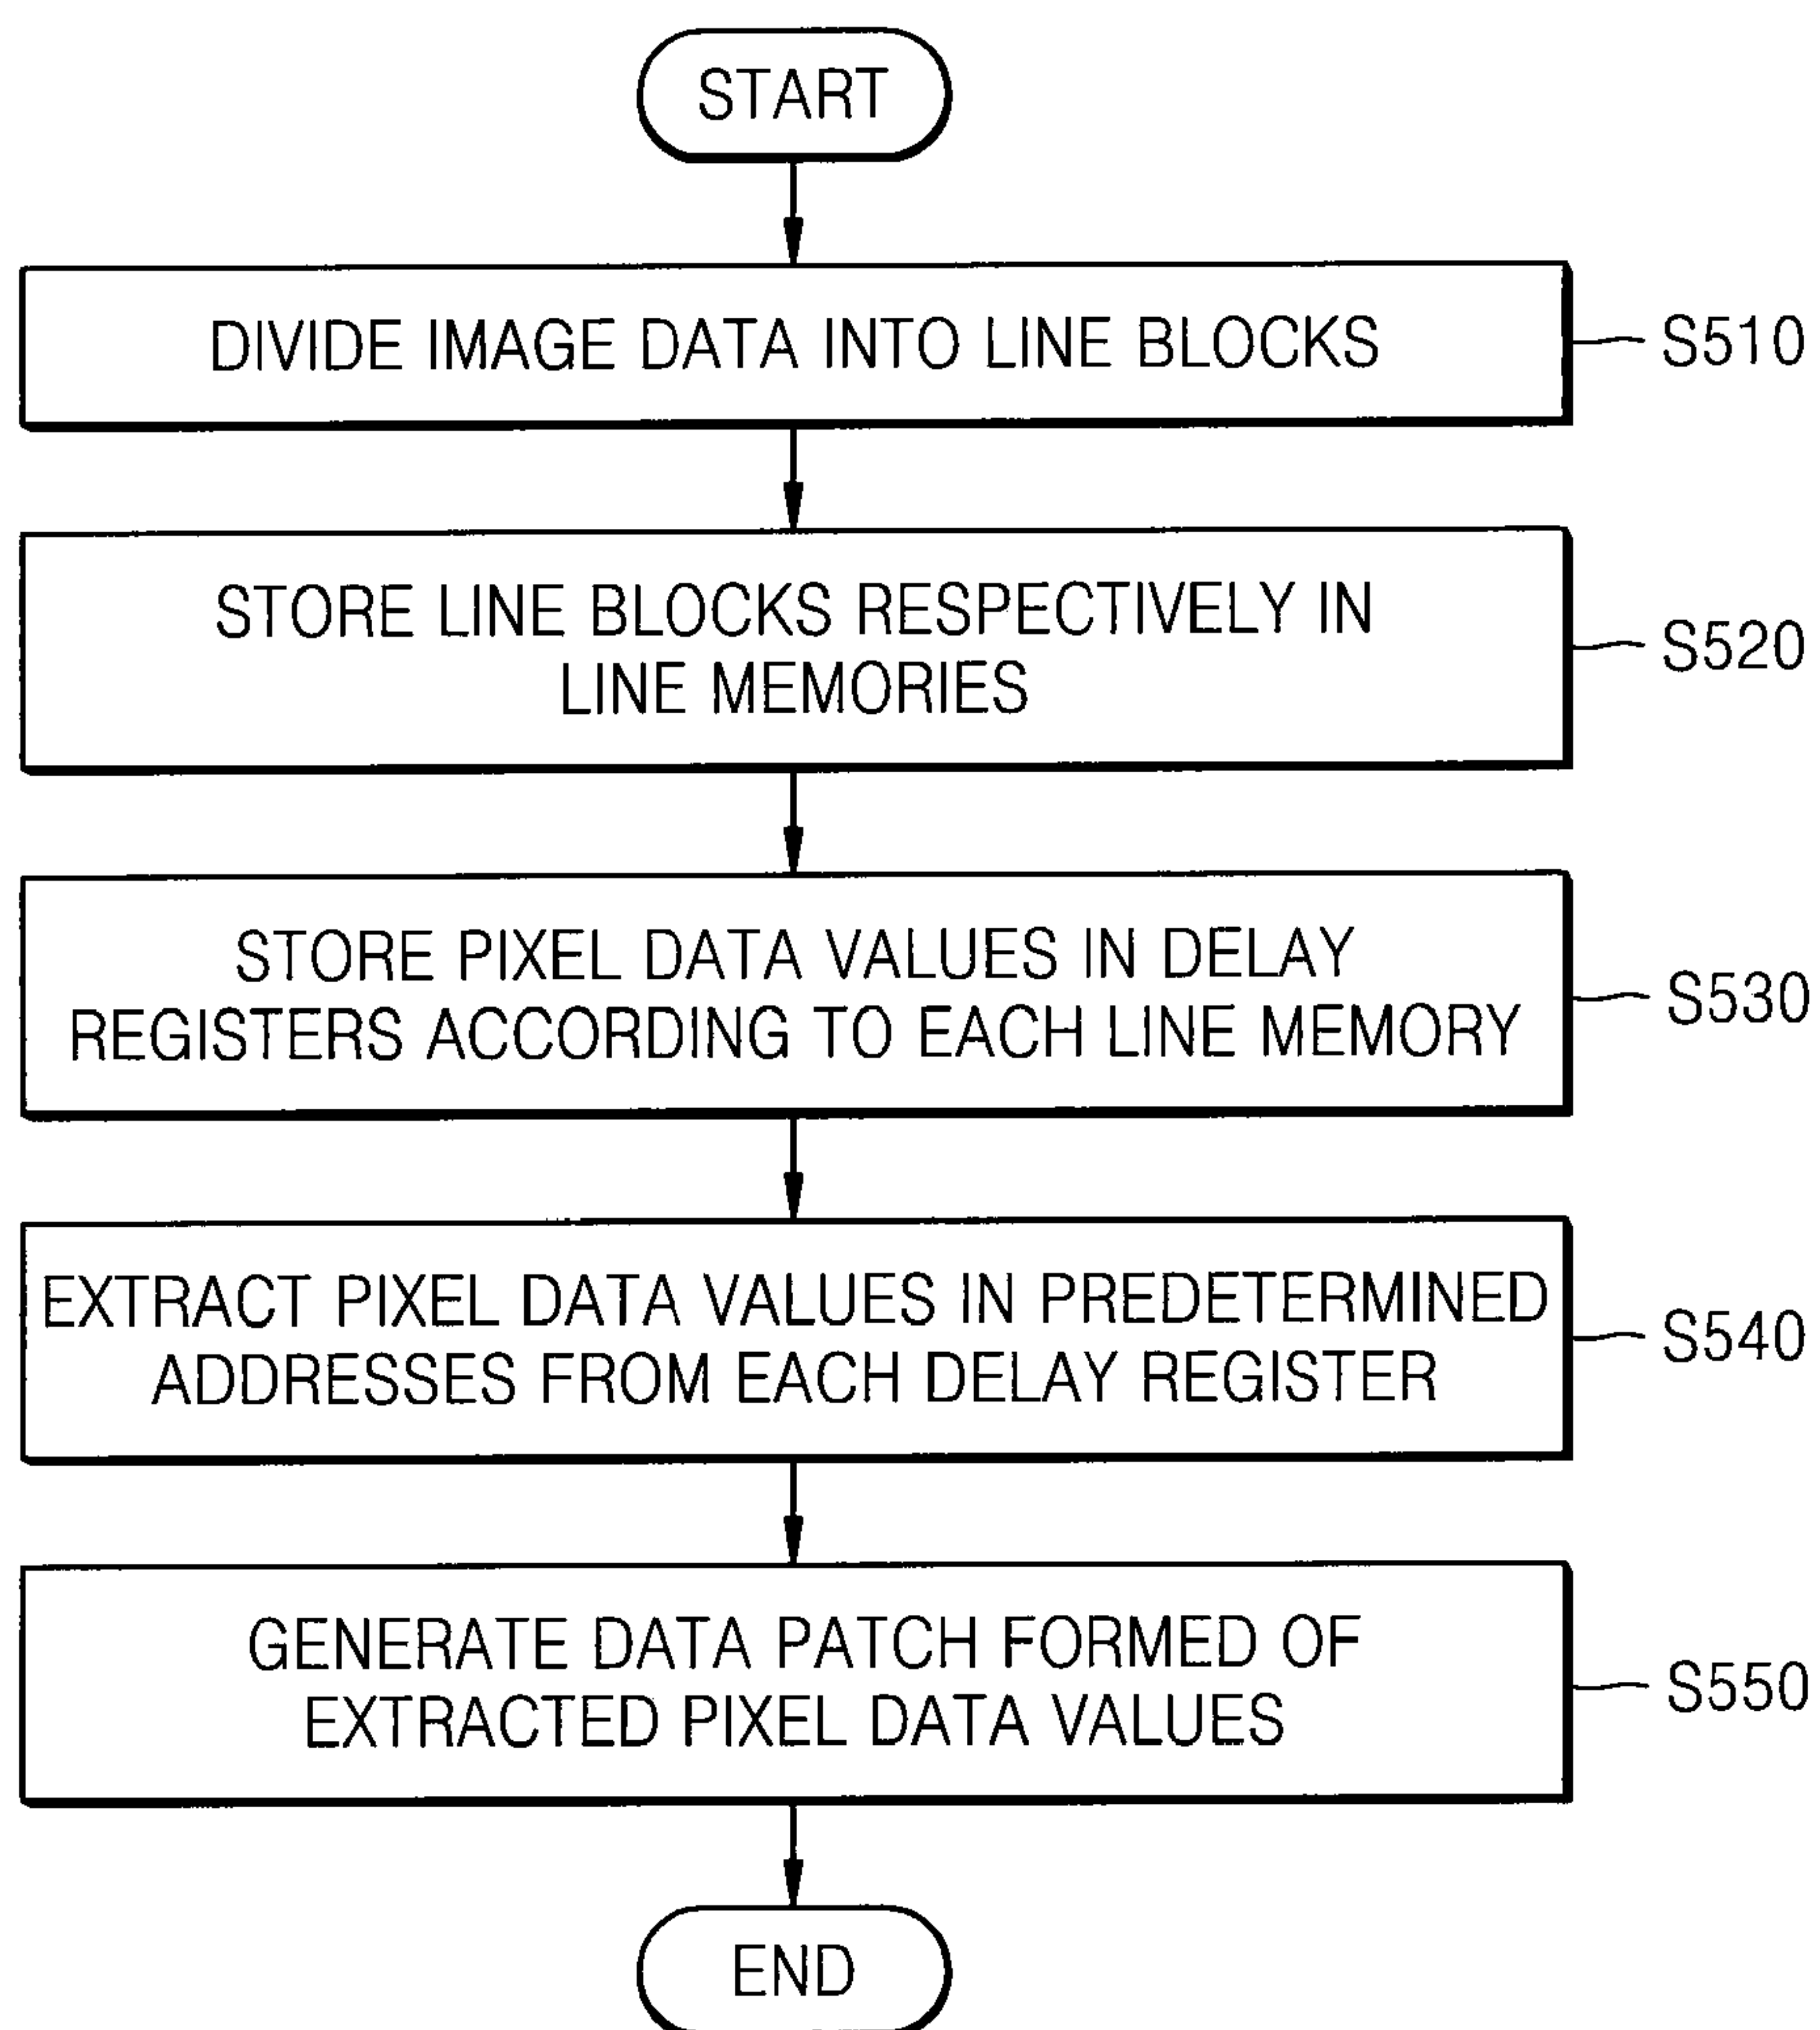 START
DIVIDE IMAGE DATA INTO LINE BLOCKS
S510
STORE LINE BLOCKS RESPECTIVELY IN
LINE MEMORIES
S520
STORE PIXEL DATA VALUES IN DELAY
REGISTERS ACCORDING TO EACH LINE MEMORY
S530
EXTRACT PIXEL DATA VALUES IN PREDETERMINED
ADDRESSES FROM EACH DELAY REGISTER
S540
GENERATE DATA PATCH FORMED OF
EXTRACTED PIXEL DATA VALUES
S550
END